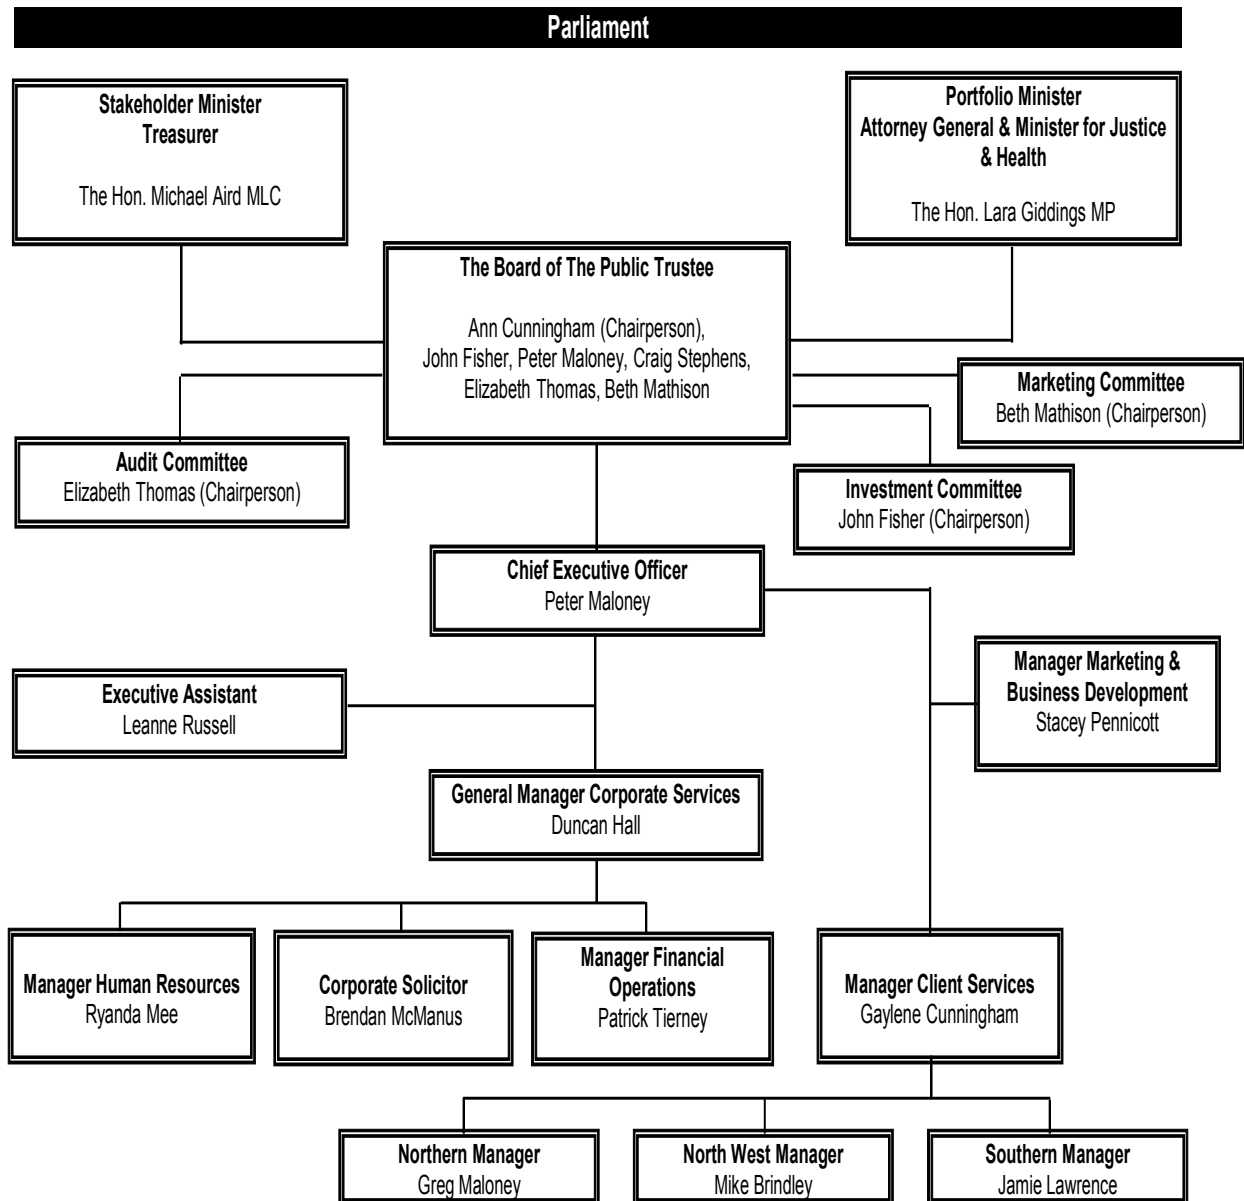 Parliament
Stakeholder Minister
Treasurer
The Hon. Michael Aird MLC
Portfolio Minister
Attorney General & Minister for Justice
& Health
The Hon. Lara Giddings MP
The Board of The Public Trustee
Ann Cunningham (Chairperson),
John Fisher, Peter Maloney, Craig Stephens,
Elizabeth Thomas, Beth Mathison
Marketing Committee
Beth Mathison (Chairperson)
Audit Committee
Elizabeth Thomas (Chairperson)
Investment Committee
John Fisher (Chairperson)
Chief Executive Officer
Peter Maloney
Manager Marketing &
Business Development
Stacey Pennicott
Executive Assistant
Leanne Russell
General Manager Corporate Services
Duncan Hall
Manager Human Resources
Ryanda Mee
Corporate Solicitor
Brendan McManus
Manager Financial
Operations
Patrick Tierney
Manager Client Services
Gaylene Cunningham
Northern Manager
Greg Maloney
North West Manager
Mike Brindley
Southern Manager
Jamie Lawrence